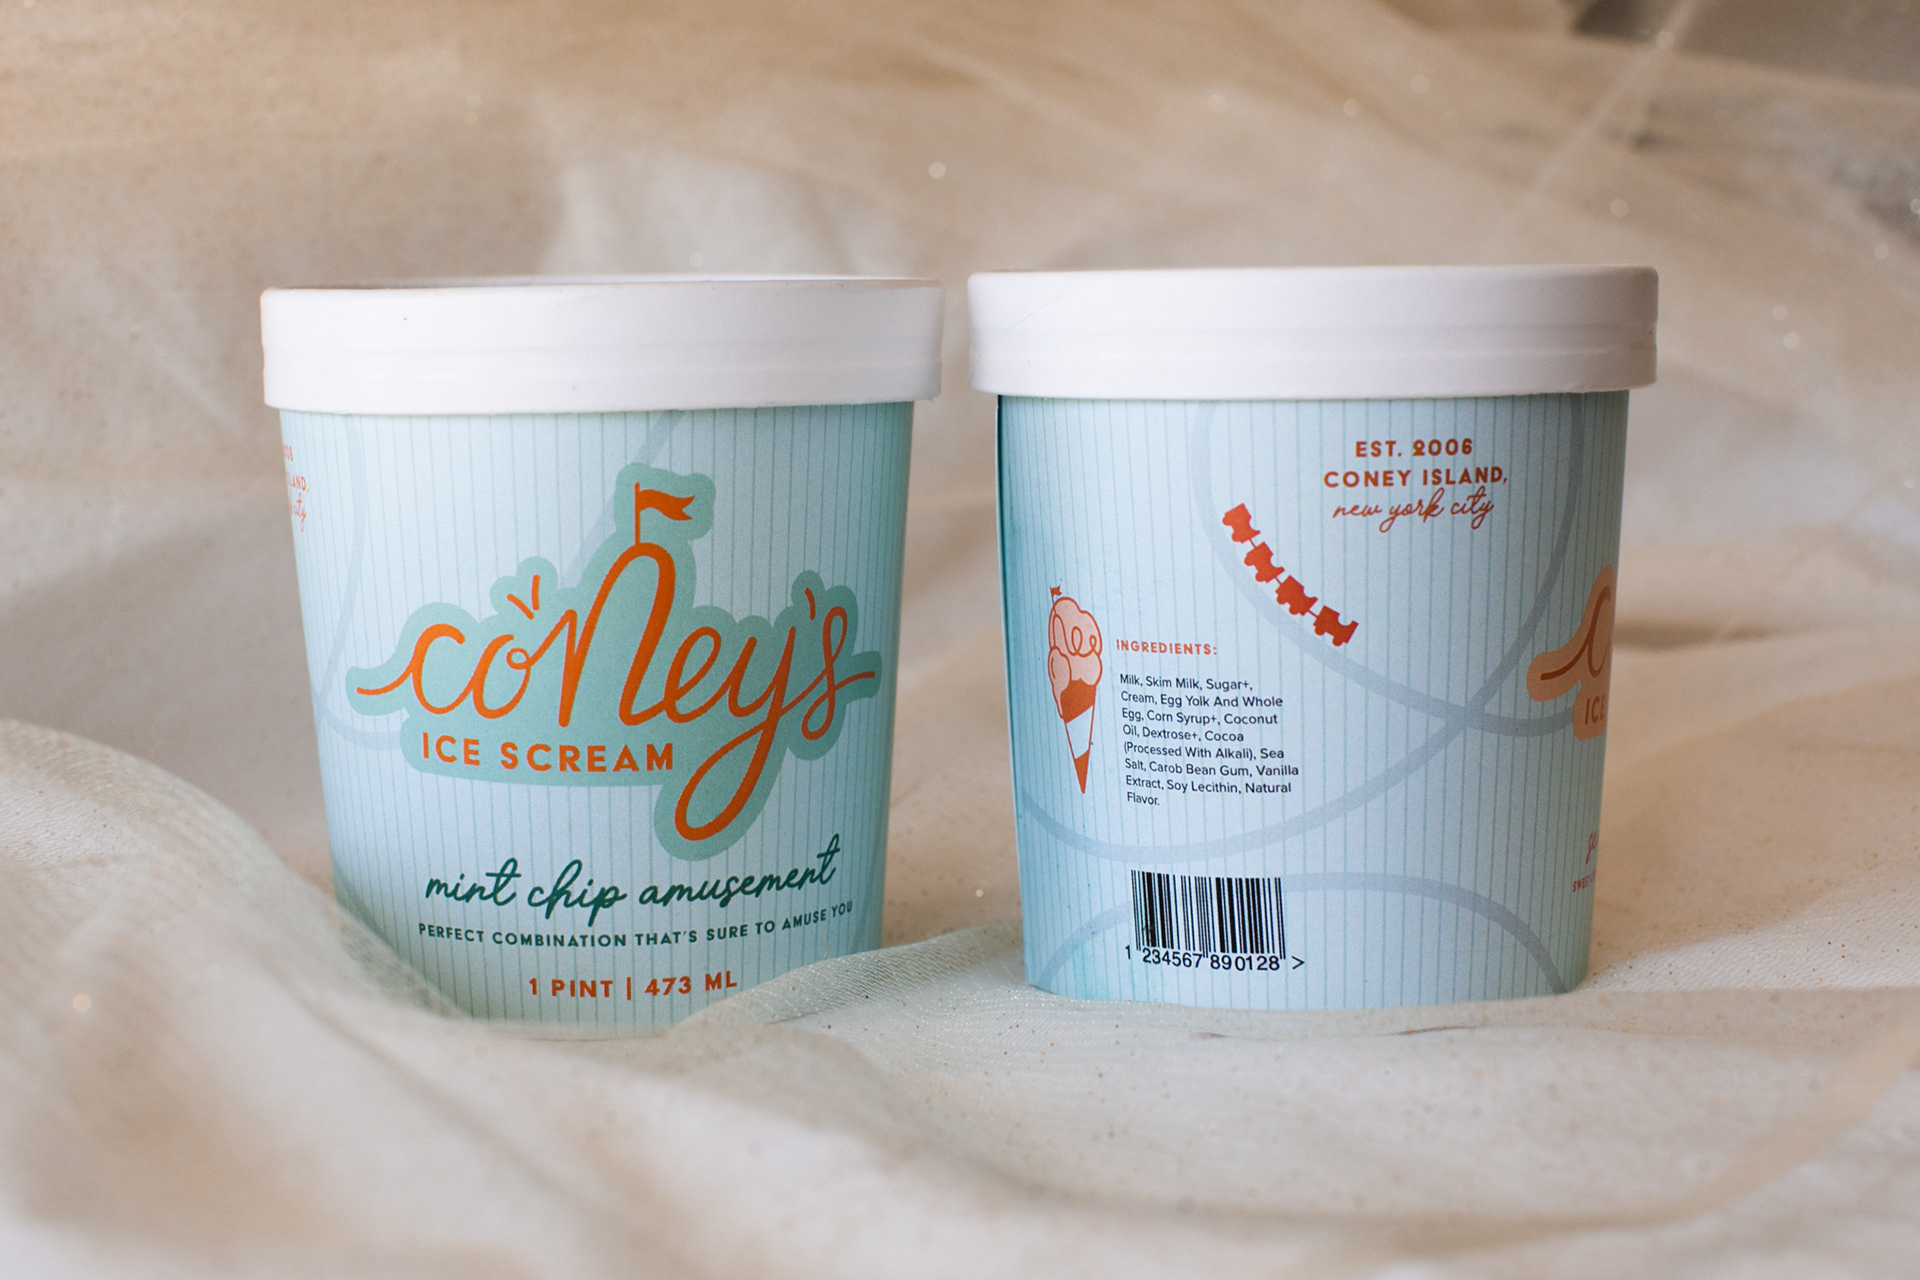 coney's
ICE SCREAM
mint chip amusement
PERFECT COMBINATION THAT'S SURE TO AMUSE YOU
1 PINT | 473 ML
EST. 2006
CONEY ISLAND,
new york city
INGREDIENTS:
Milk, Skim Milk, Sugar+,
Cream, Egg Yolk And Whole
Egg, Corn Syrup+, Coconut
Oil, Dextrose+, Cocoa
(Processed With Alkali), Sea
Salt, Carob Bean Gum, Vanilla
Extract, Soy Lecithin, Natural
Flavor.
1 234567 890128 >